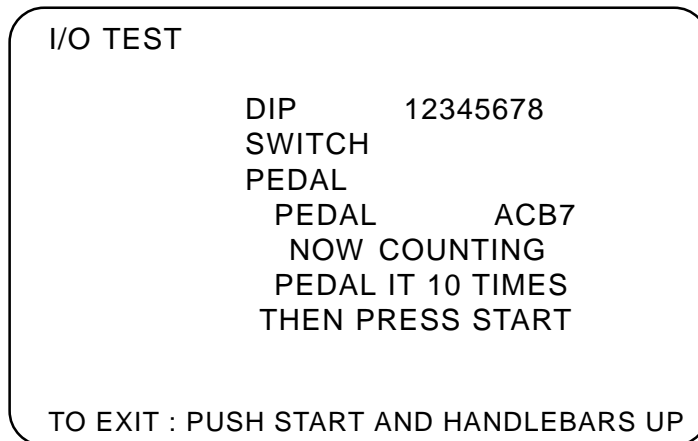 I/O TEST
DIP 12345678
SWITCH
PEDAL
PEDAL ACB7
NOW COUNTING
PEDAL IT 10 TIMES
THEN PRESS START
TO EXIT : PUSH START AND HANDLEBARS UP